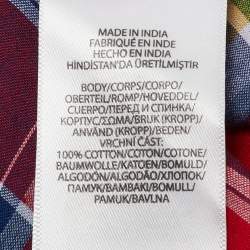 MADE IN INDIA
FABRIQUÉ EN INDE
HECHO EN INDIA
HİNDİSTAN'DA ÜRETİLMİŞTİR
BODY/CORPS/CORPO/
OBERTEIL/ROMP/HOVEDDEL/
CUERPO/ПЕРЕД И СПИНКА/
ΚΟΡΠΟΣ/ΣΩΜΑ/BRUK (KROPP)/
ANVÄND (KROPP)/BEDEN/
VRCHNÍ ČÁST:
100% COTTON/COTON/COTONE/
BAUMWOLLE/KATOEN/BOMULD/
ALGODÓN/ALGODÃO/ХЛОПОК/
ΠΑΜΥΚ/BAMBAKI/BOMULL/
PAMUK/BAVLNA